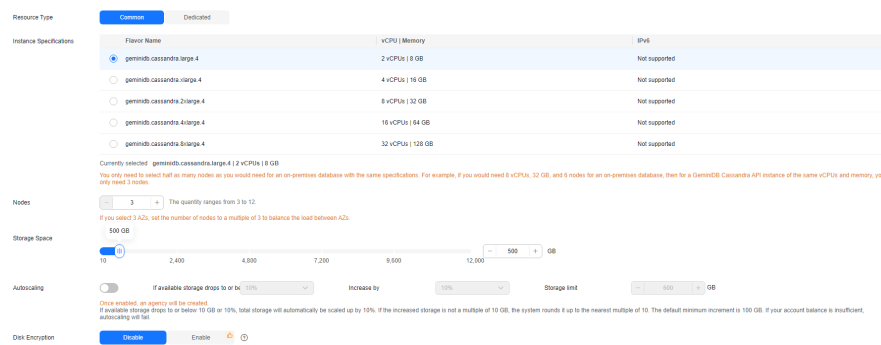 Resource Type Common Dedicated
Instance Specifications Flavor Name vCPU | Memory IPv6
geminidb.cassandra.large.4 2 vCPUs | 8 GB Not supported
geminidb.cassandra.xlarge.4 4 vCPUs | 16 GB Not supported
geminidb.cassandra.2xlarge.4 8 vCPUs | 32 GB Not supported
geminidb.cassandra.4xlarge.4 16 vCPUs | 64 GB Not supported
geminidb.cassandra.8xlarge.4 32 vCPUs | 128 GB Not supported
Currently selected geminidb.cassandra.large.4 | 2 vCPUs | 8 GB
You only need to select half as many nodes as you would need for an on-premises database with the same specifications. For example, if you would need 8 vCPUs, 32 GB, and 6 nodes for an on-premises database, then for a GeminiDB Cassandra API instance of the same vCPUs and memory, yo
only need 3 nodes.
Nodes - 3 + The quantity ranges from 3 to 12.
If you select 3 AZs, set the number of nodes to a multiple of 3 to balance the load between AZs.
500 GB
Storage Space - 500 + GB
10 2,400 4,800 7,200 9,600 12,000
Autoscaling If available storage drops to or be 10% Increase by 10% Storage limit - 600 + GB
Once enabled, an agency will be created.
If available storage drops to or below 10 GB or 10%, total storage will automatically be scaled up by 10%. If the increased storage is not a multiple of 10 GB, the system rounds it up to the nearest multiple of 10. The default minimum increment is 100 GB. If your account balance is insufficient,
autoscaling will fail.
Disk Encryption Disable Enable